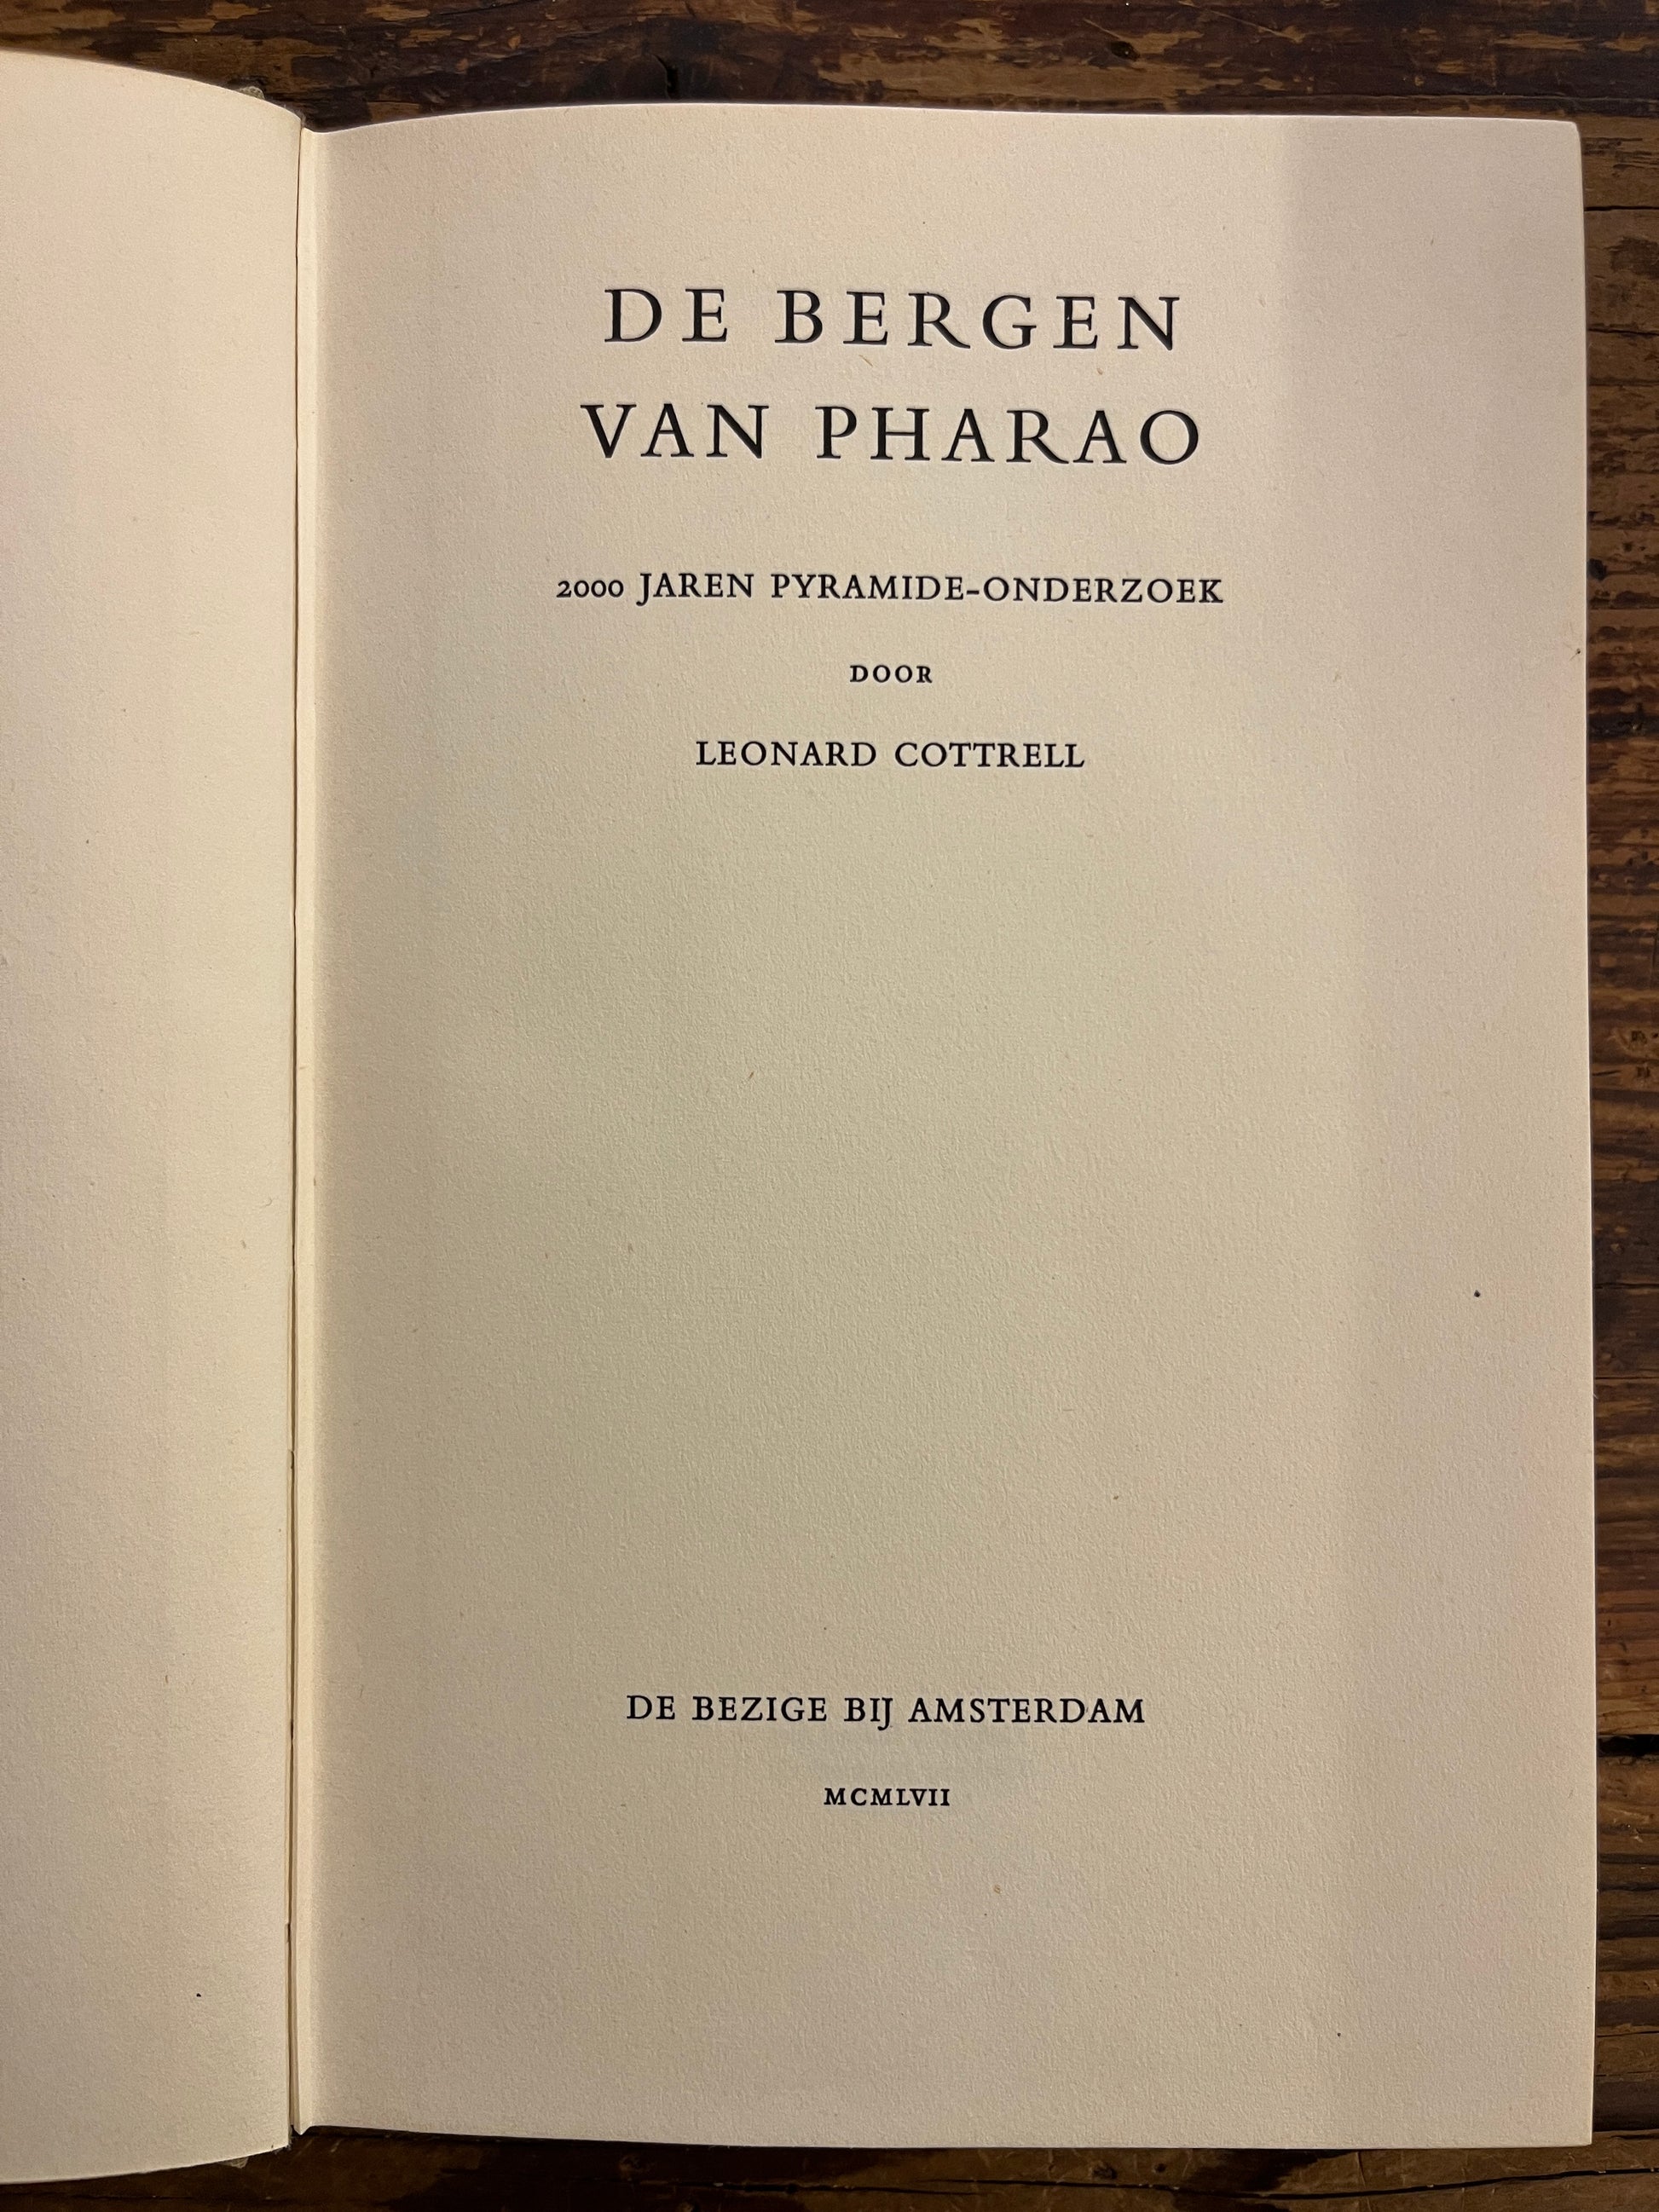 DE BERGEN
VAN PHARAO
2000 JAREN PYRAMIDE-ONDERZOEK
DOOR
LEONARD COTTRELL
DE BEZIGE BIJ AMSTERDAM
MCMLVII